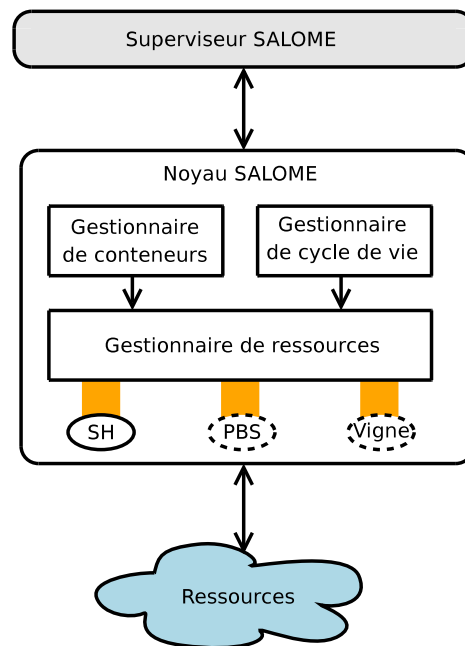 Superviseur SALOME
Noyau SALOME
Gestionnaire
de conteneurs
Gestionnaire
de cycle de vie
Gestionnaire de ressources
SH
PBS
Vigne
Ressources